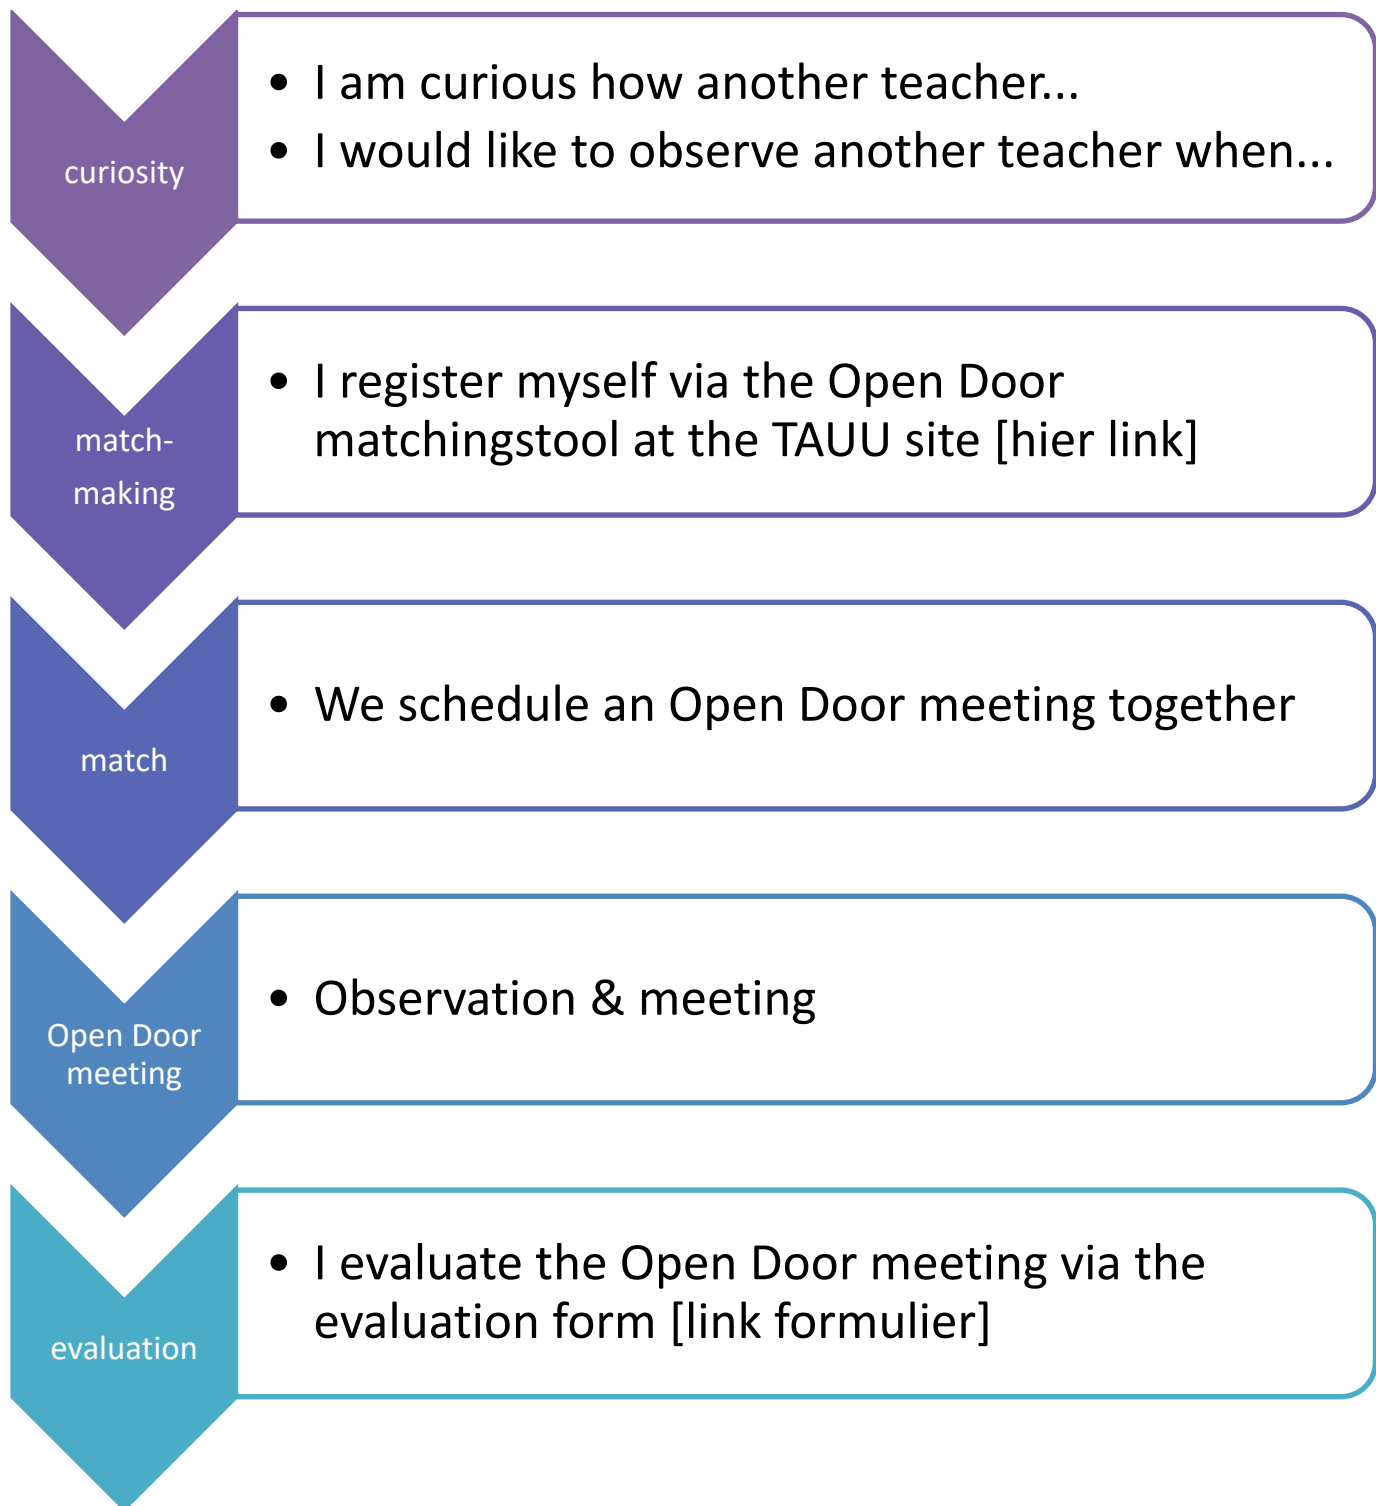 curiosity
• I am curious how another teacher...
• I would like to observe another teacher when...
match-
making
• I register myself via the Open Door
matchingstool at the TAUU site [hier link]
match
• We schedule an Open Door meeting together
Open Door
meeting
• Observation & meeting
evaluation
• I evaluate the Open Door meeting via the
evaluation form [link formulier]